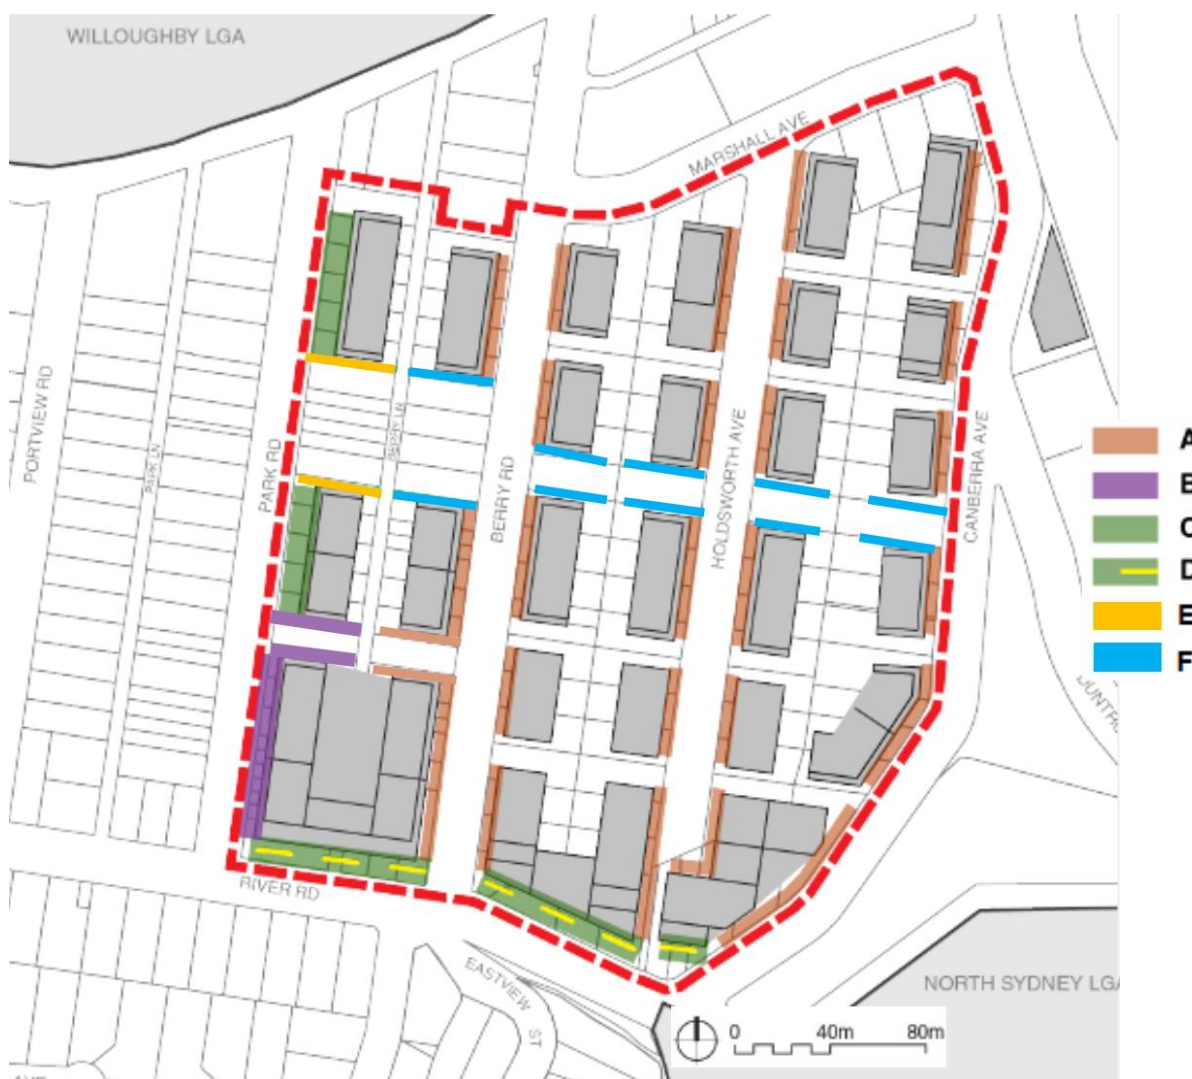 WILLOUGHBY LGA
MARSHALL AVE
PORTVIEW RD
PARK LN
PARK RD
BERRY LN
BERRY RD
HOLDSWORTH AVE
CANBERRA AVE
A
B
C
D
E
F
RIVER RD
EASTVIEW ST
NORTH SYDNEY LGA
0 40m 80m